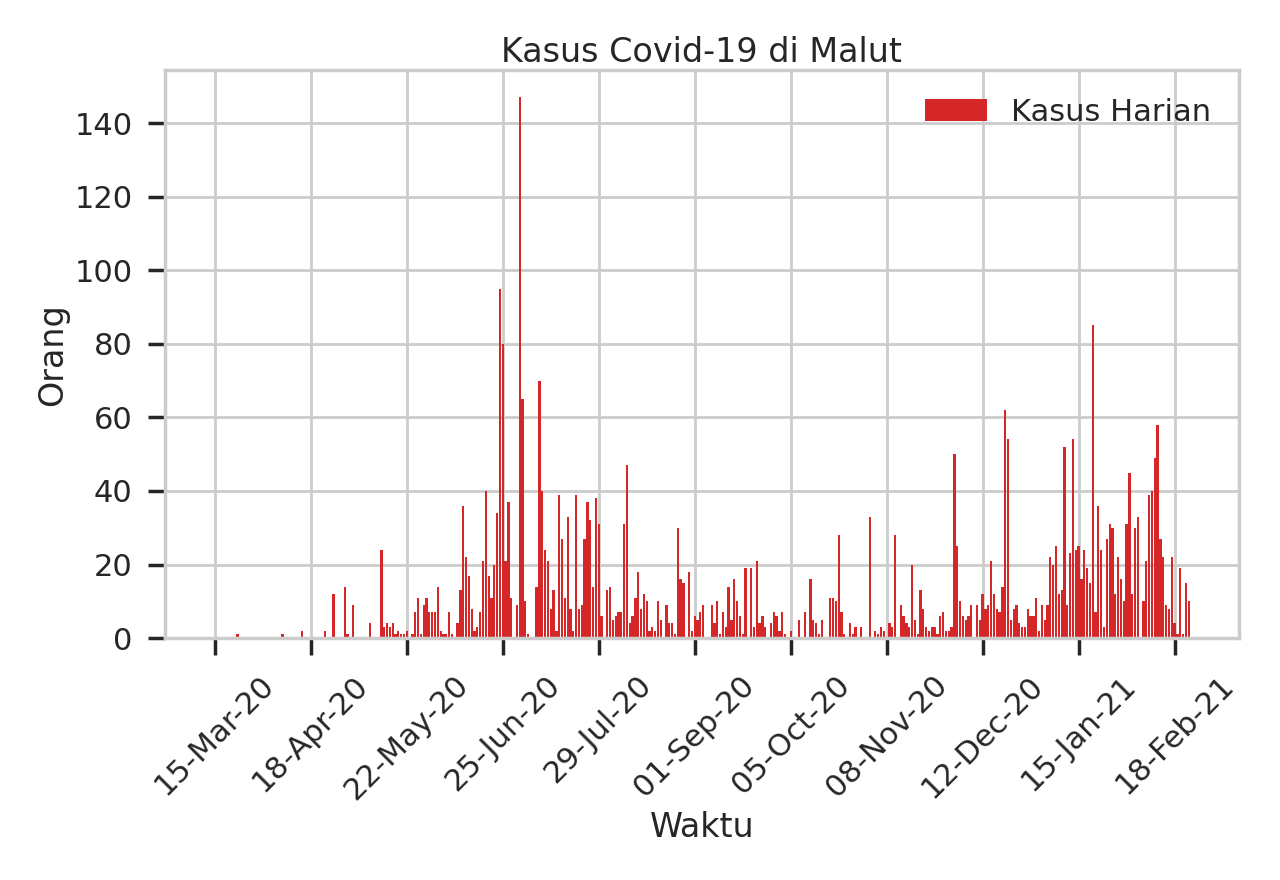 Kasus Covid-19 di Malut
Kasus Harian
Orang
140
120
100
80
60
40
20
0
15-Mar-20
18-Apr-20
22-May-20
25-Jun-20
29-Jul-20
01-Sep-20
05-Oct-20
08-Nov-20
12-Dec-20
15-Jan-21
18-Feb-21
Waktu